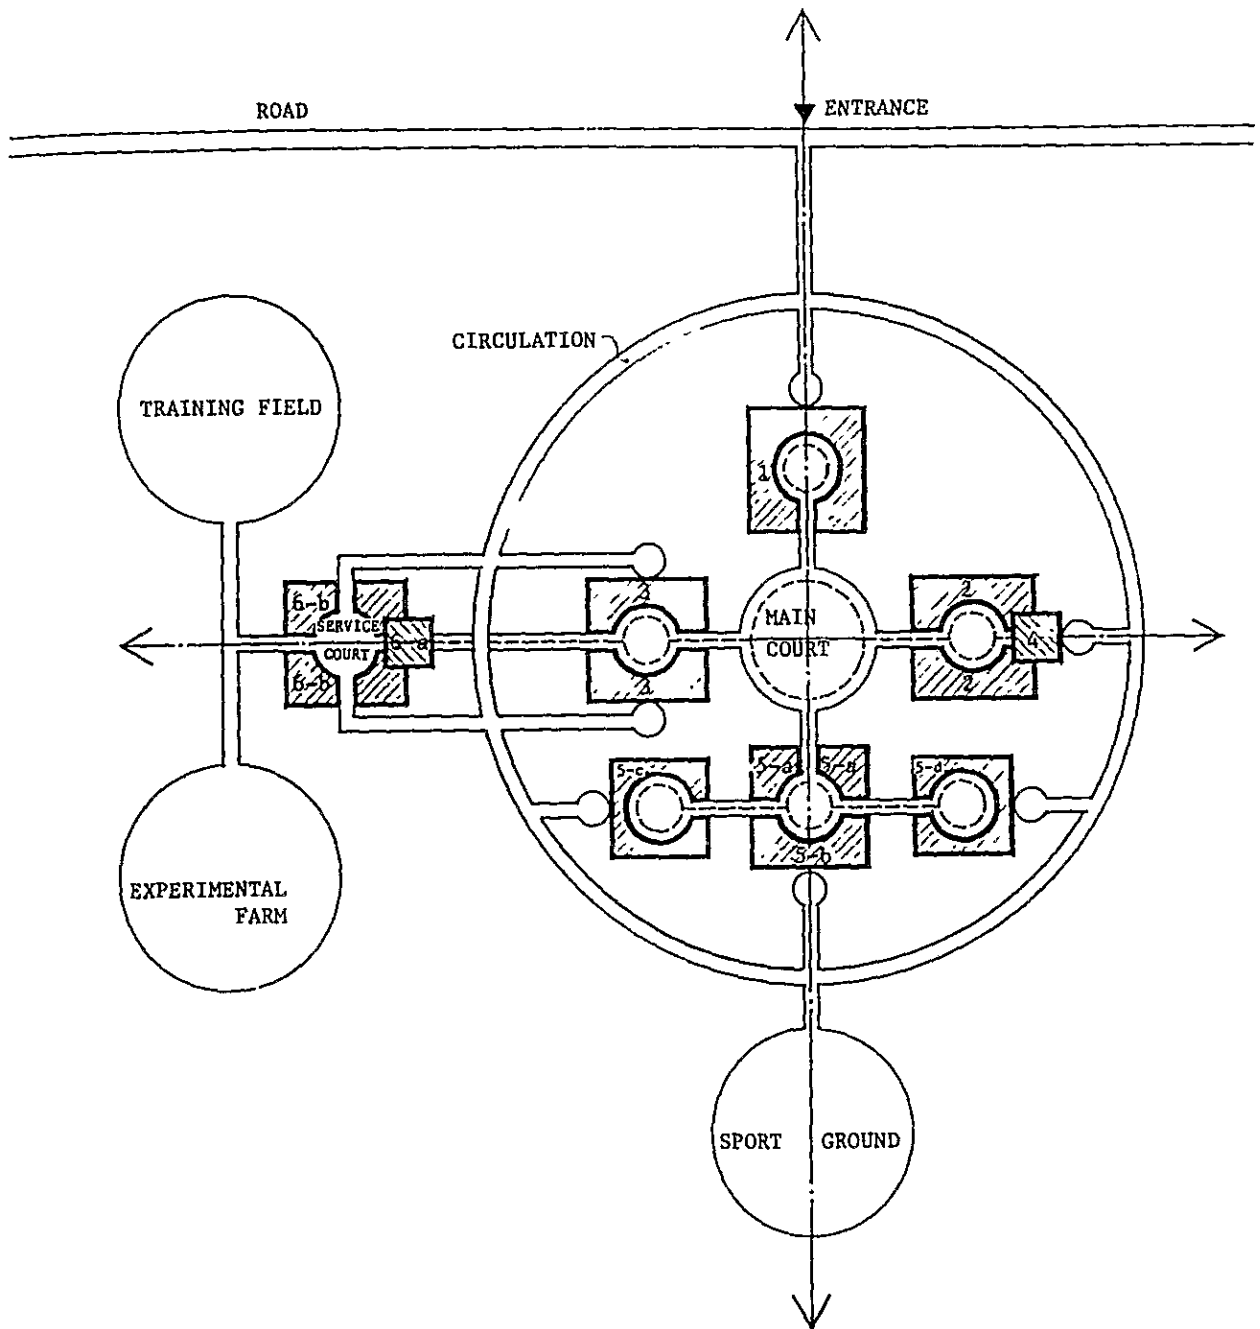 ROAD
ENTRANCE
CIRCULATION
TRAINING FIELD
1
6-b
SERVICE
COURT
6-a
6-b
3
3
MAIN
COURT
2
4
2
5-c
5-a
5-a
5-d
5-b
EXPERIMENTAL
FARM
SPORT GROUND